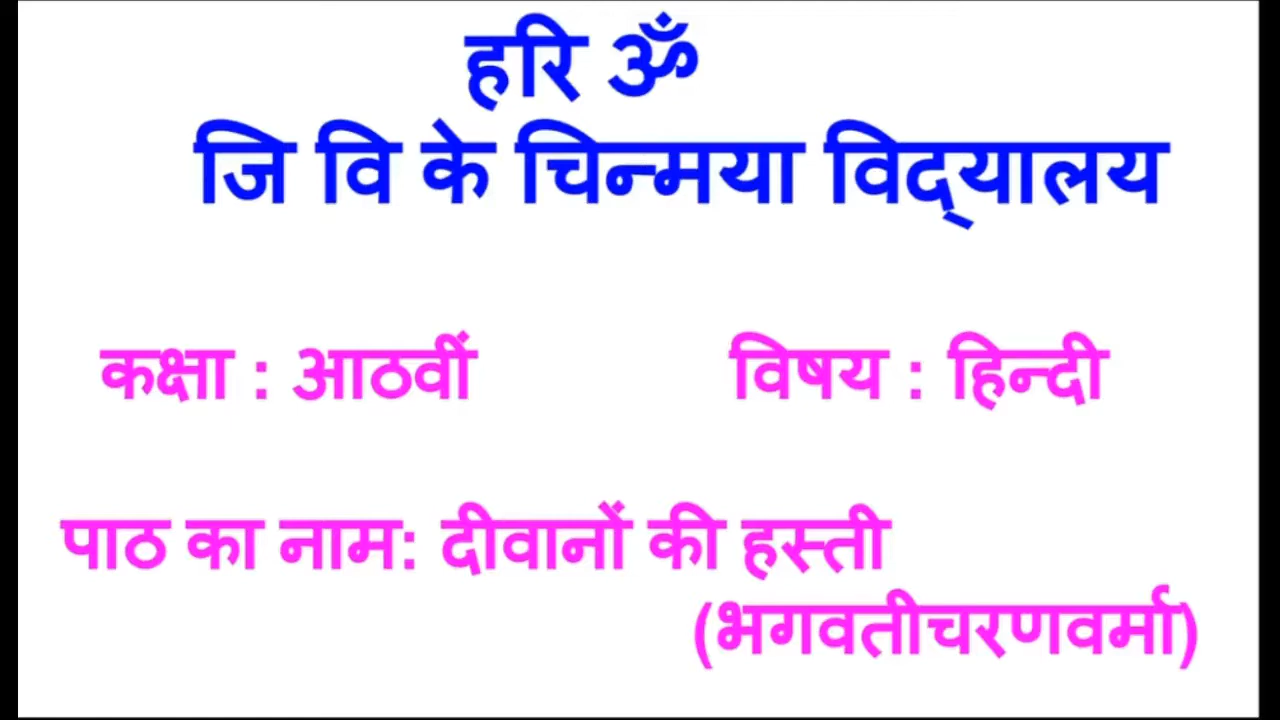 हरि ॐ
जि वि के चिन्मया विद्‌यालय
कक्षा : आठवीं विषय : हिन्दी
पाठ का नाम: दीवानों की हस्ती
(भगवतीचरणवर्मा)